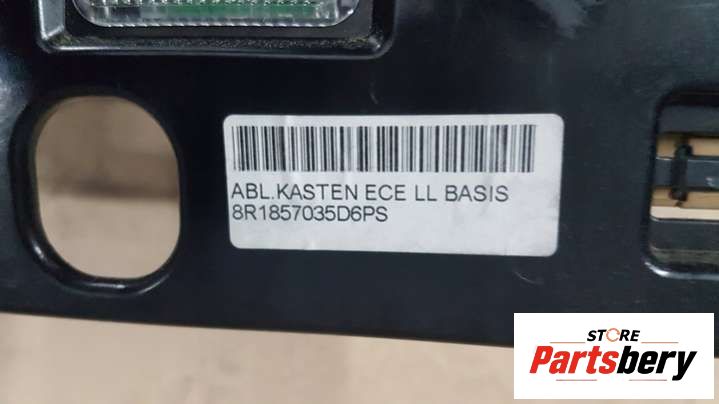 ABL.KASTEN ECE LL BASIS
8R1857035D6PS
STORE
Partsbery